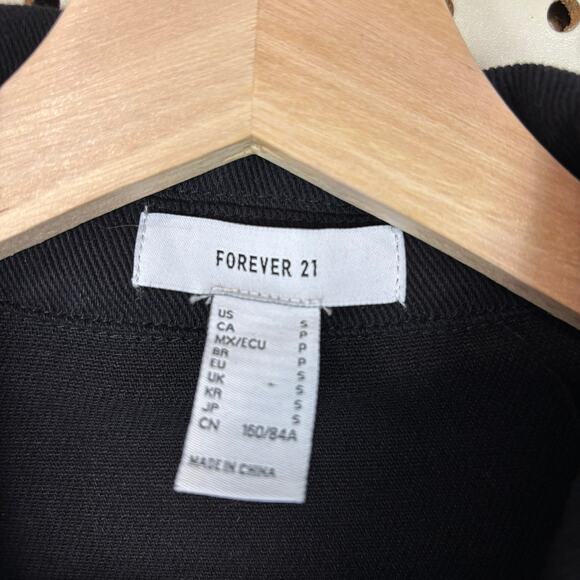 FOREVER 21
US S
CA P
MX/ECU P
BR P
EU S
UK S
KR S
JP S
CN 160/84A
MADE IN CHINA